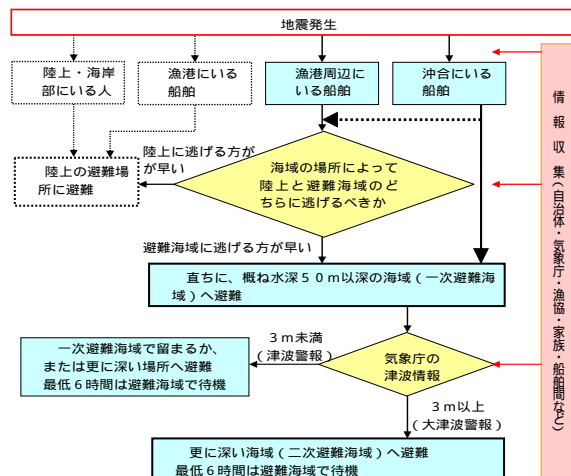 地震発生
陸上・海岸
部にいる人
漁港にいる
船舶
漁港周辺に
いる船舶
沖合にいる
船舶
陸上に逃げる方が
が早い
陸上の避難場
所に避難
海域の場所によって
陸上と避難海域のど
ちらに逃げるべきか
避難海域に逃げる方が早い
直ちに、概ね水深５０ｍ以深の海域（一次避難海
域）へ避難
３ｍ未満
（津波警報）
一次避難海域で留まるか、
または更に深い場所へ避難
最低６時間は避難海域で待機
気象庁の
津波情報
３ｍ以上
（大津波警報）
更に深い海域（二次避難海域）へ避難
最低６時間は避難海域で待機
情報収集（自治体・気象庁・漁協・家族・船舶間など）